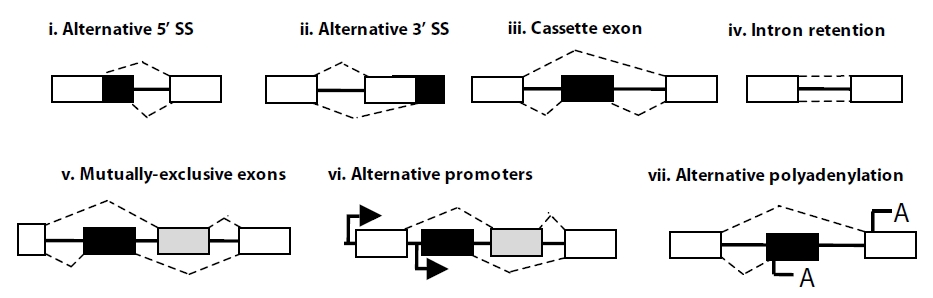 i. Alternative 5’ SS
ii. Alternative 3’ SS
iii. Cassette exon
iv. Intron retention
v. Mutually-exclusive exons
vi. Alternative promoters
vii. Alternative polyadenylation
A
A